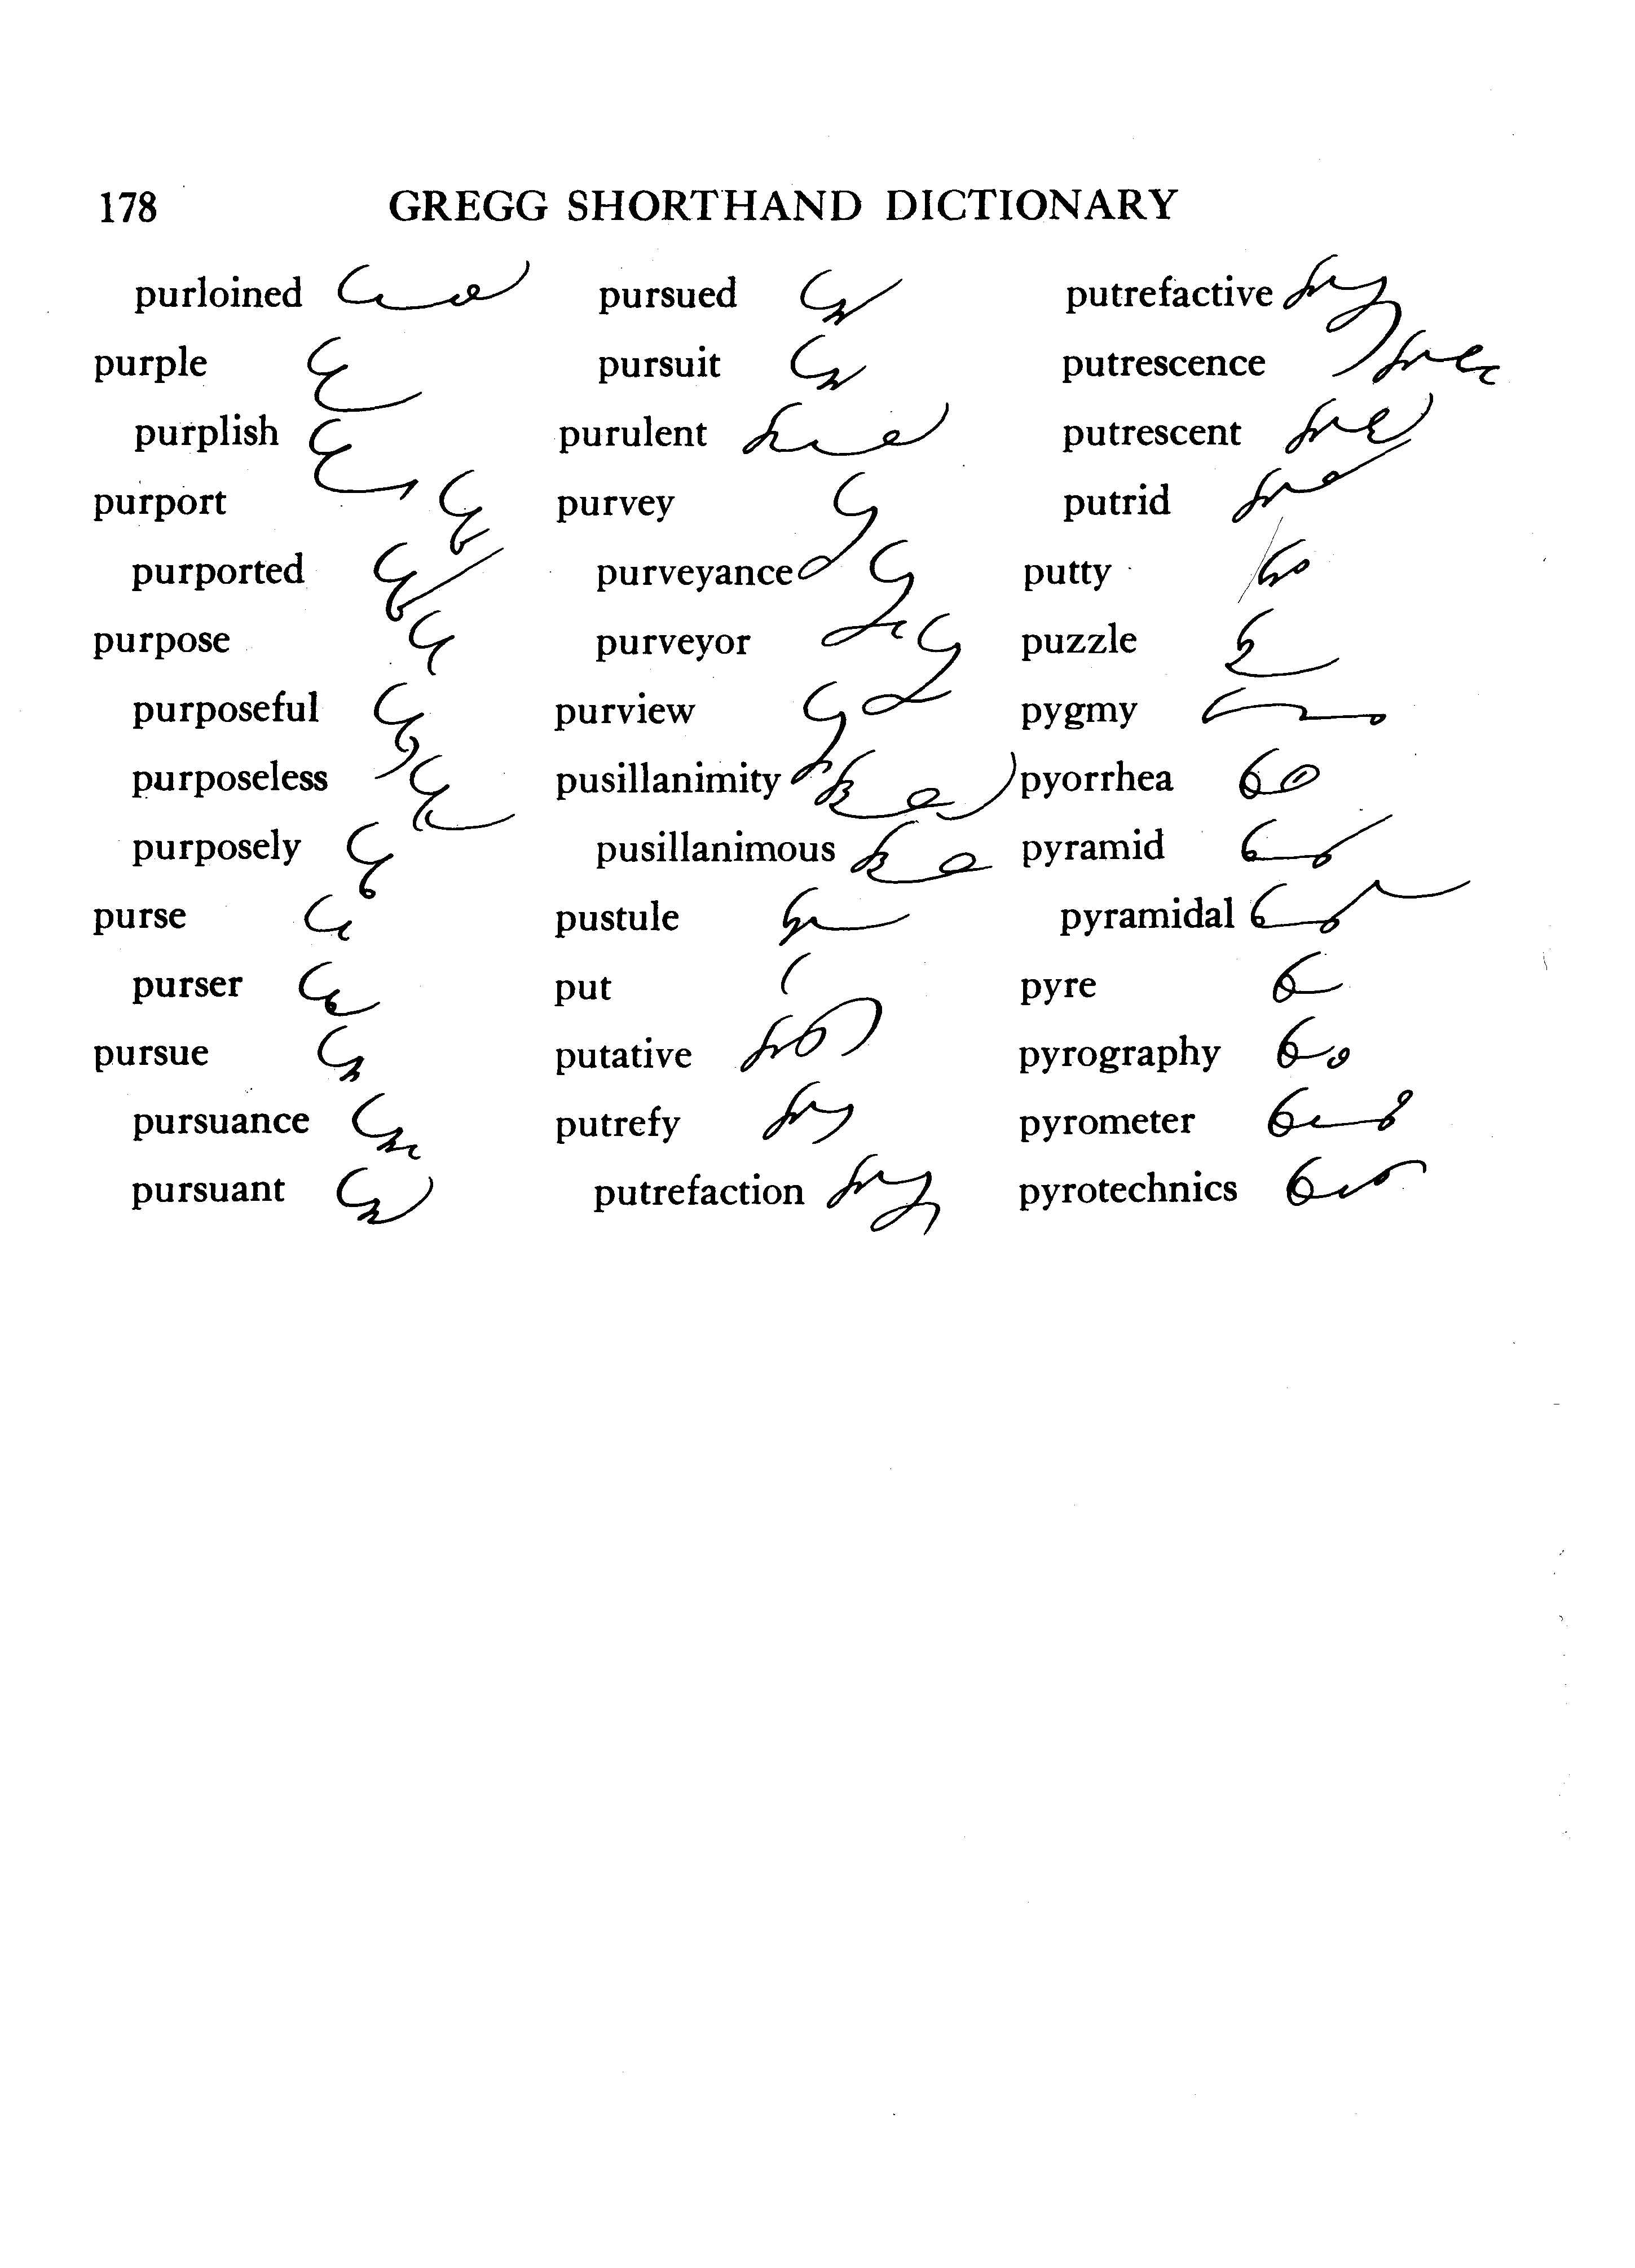 178 GREGG SHORTHAND DICTIONARY
purloined
purple
purplish
purport
purported
purpose
purposeful
purposeless
purposely
purse
purser
pursue
pursuance
pursuant
pursued
pursuit
purulent
purvey
purveyance
purveyor
purview
pusillanimity
pusillanimous
pustule
put
putative
putrefy
putrefaction
putrefactive
putrescence
putrescent
putrid
putty
puzzle
pygmy
pyorrhea
pyramid
pyramidal
pyre
pyrography
pyrometer
pyrotechnics